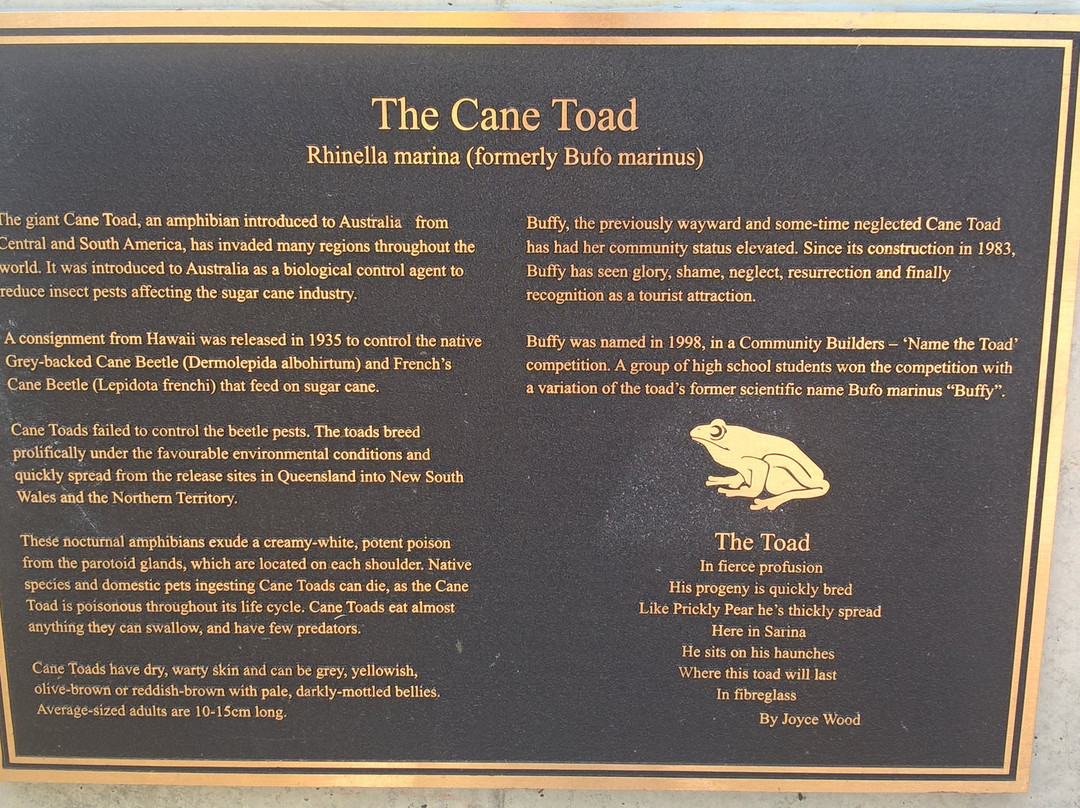 The Cane Toad
Rhinella marina (formerly Bufo marinus)
The giant Cane Toad, an amphibian introduced to Australia from
Central and South America, has invaded many regions throughout the
world. It was introduced to Australia as a biological control agent to
reduce insect pests affecting the sugar cane industry.
A consignment from Hawaii was released in 1935 to control the native
Grey-backed Cane Beetle (Dermolepida albohirtum) and French's
Cane Beetle (Lepidota frenchi) that feed on sugar cane.
Cane Toads failed to control the beetle pests. The toads breed
prolifically under the favourable environmental conditions and
quickly spread from the release sites in Queensland into New South
Wales and the Northern Territory.
These nocturnal amphibians exude a creamy-white, potent poison
from the parotoid glands, which are located on each shoulder. Native
species and domestic pets ingesting Cane Toads can die, as the Cane
Toad is poisonous throughout its life cycle. Cane Toads eat almost
anything they can swallow, and have few predators.
Cane Toads have dry, warty skin and can be grey, yellowish,
olive-brown or reddish-brown with pale, darkly-mottled bellies.
Average-sized adults are 10-15cm long.
Buffy, the previously wayward and some-time neglected Cane Toad
has had her community status elevated. Since its construction in 1983,
Buffy has seen glory, shame, neglect, resurrection and finally
recognition as a tourist attraction.
Buffy was named in 1998, in a Community Builders – 'Name the Toad'
competition. A group of high school students won the competition with
a variation of the toad's former scientific name Bufo marinus "Buffy".
The Toad
In fierce profusion
His progeny is quickly bred
Like Prickly Pear he's thickly spread
Here in Sarina
He sits on his haunches
Where this toad will last
In fibreglass
By Joyce Wood